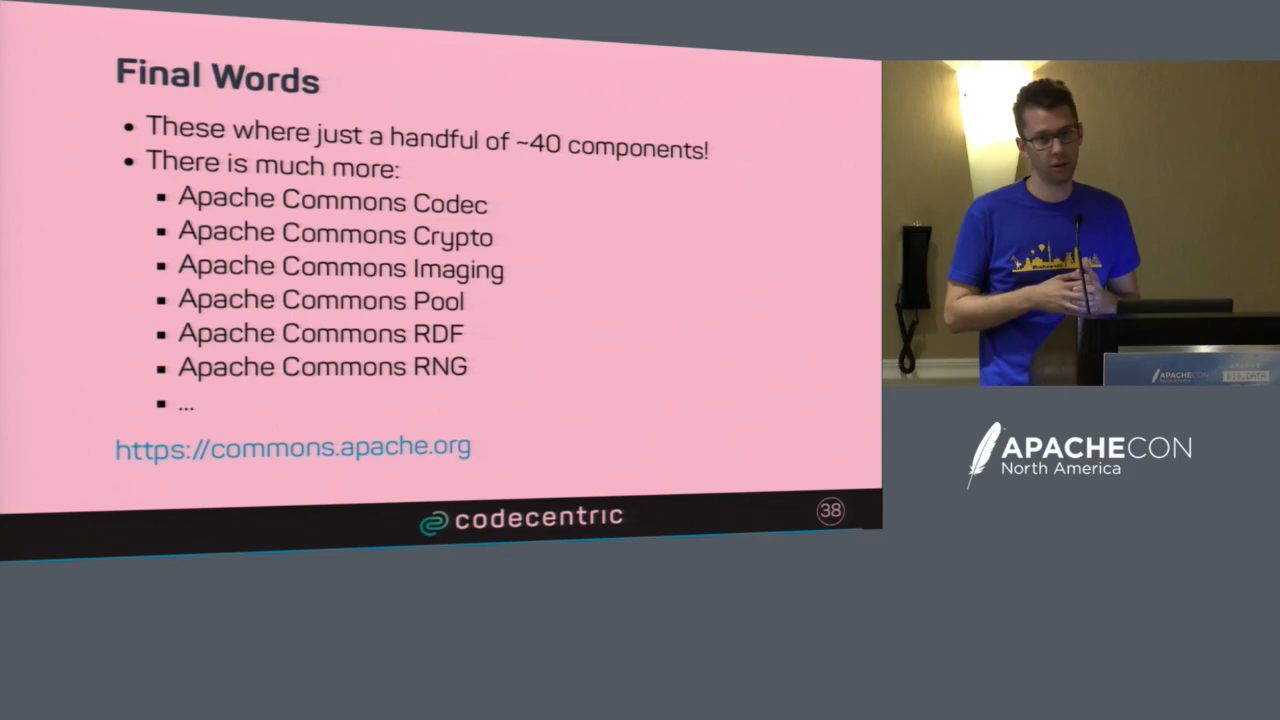 Final Words
• These where just a handful of ~40 components!
• There is much more:
▪ Apache Commons Codec
▪ Apache Commons Crypto
▪ Apache Commons Imaging
▪ Apache Commons Pool
▪ Apache Commons RDF
▪ Apache Commons RNG
▪ ...
https://commons.apache.org
codecentric
38
APACHECON
BIG_DATA
APACHECON
North America